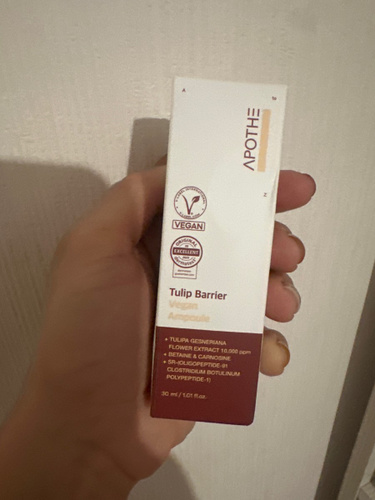 APOTHE
VEGAN
ORIGINAL
EXCELLENT
Tulip Barrier
Vegan
Ampoule
+ TULIPA GESNERIANA
FLOWER EXTRACT 10,000 ppm
+ BETAINE & CARNOSINE
+ SR-(OLIGOPEPTIDE-91
CLOSTRIDIUM BOTULINUM
POLYPEPTIDE-1)
30 ml / 1.01 fl.oz.